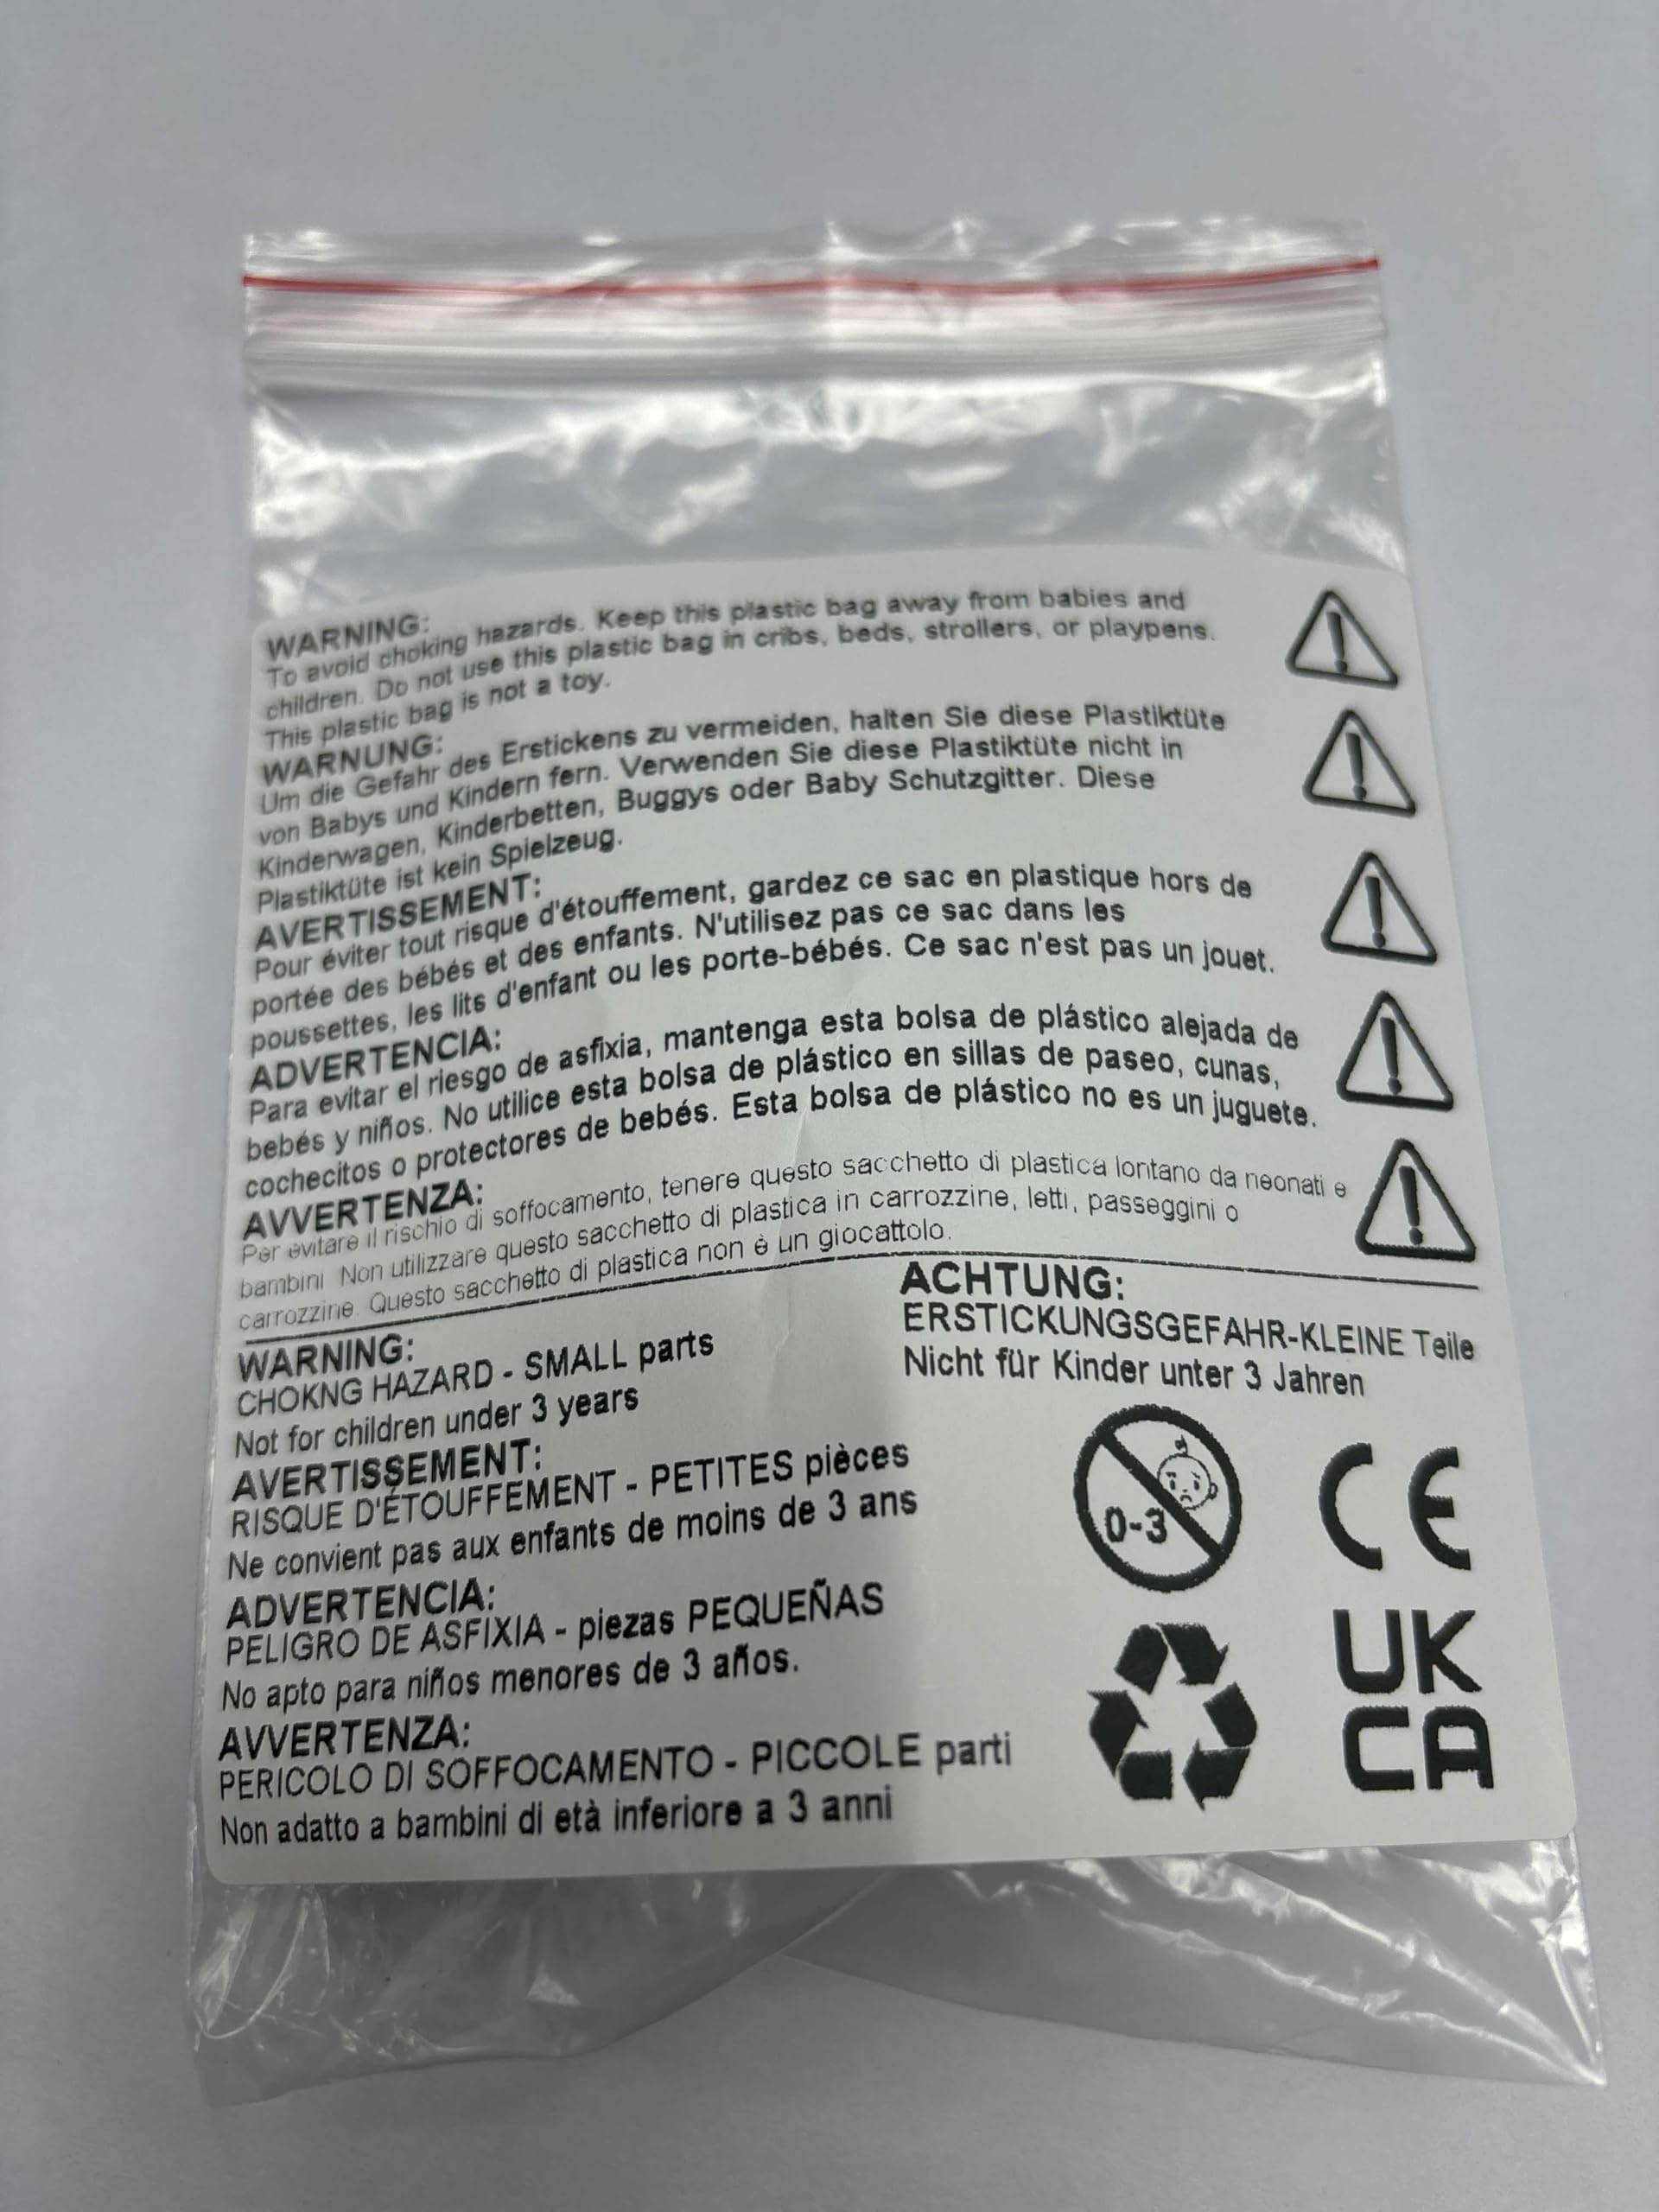 WARNING:
To avoid choking hazards. Keep this plastic bag away from babies and
children. Do not use this plastic bag in cribs, beds, strollers, or playpens.
This plastic bag is not a toy.
WARNUNG:
Um die Gefahr des Erstickens zu vermeiden, halten Sie diese Plastiktüte
von Babys und Kindern fern. Verwenden Sie diese Plastiktüte nicht in
Kinderwagen, Kinderbetten, Buggys oder Baby Schutzgitter. Diese
Plastiktüte ist kein Spielzeug.
AVERTISSEMENT:
Pour éviter tout risque d'étouffement, gardez ce sac en plastique hors de
portée des bébés et des enfants. N'utilisez pas ce sac dans les
poussettes, les lits d'enfant ou les porte-bébés. Ce sac n'est pas un jouet.
ADVERTENCIA:
Para evitar el riesgo de asfixia, mantenga esta bolsa de plástico alejada de
bebés y niños. No utilice esta bolsa de plástico en sillas de paseo, cunas,
cochecitos o protectores de bebés. Esta bolsa de plástico no es un juguete.
AVVERTENZA:
Per evitare il rischio di soffocamento, tenere questo sacchetto di plastica lontano da neonati e
bambini Non utilizzare questo sacchetto di plastica in carrozzine, letti, passeggini o
carrozzine. Questo sacchetto di plastica non è un giocattolo.
WARNING:
CHOKNG HAZARD - SMALL parts
Not for children under 3 years
AVERTISSEMENT:
RISQUE D'ÉTOUFFEMENT - PETITES pièces
Ne convient pas aux enfants de moins de 3 ans
ADVERTENCIA:
PELIGRO DE ASFIXIA - piezas PEQUEÑAS
No apto para niños menores de 3 años.
AVVERTENZA:
PERICOLO DI SOFFOCAMENTO - PICCOLE parti
Non adatto a bambini di età inferiore a 3 anni
ACHTUNG:
ERSTICKUNGSGEFAHR-KLEINE Teile
Nicht für Kinder unter 3 Jahren
0-3
CE
UK
CA